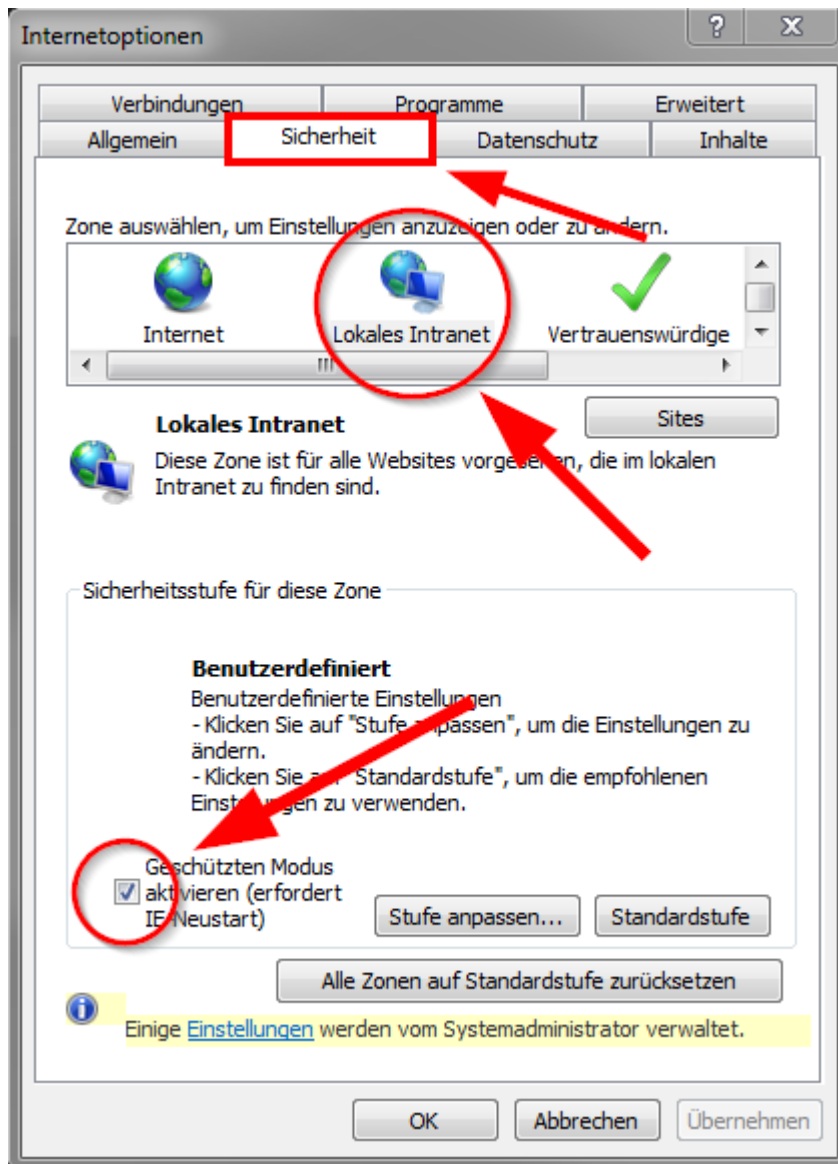 Internetoptionen
Verbindungen Programme Erweitert
Allgemein Sicherheit Datenschutz Inhalte
Zone auswählen, um Einstellungen anzuzeigen oder zu ändern.
Internet Lokales Intranet Vertrauenswürdige
Lokales Intranet
Sites
Diese Zone ist für alle Websites vorgesehen, die im lokalen
Intranet zu finden sind.
Sicherheitsstufe für diese Zone
Benutzerdefiniert
Benutzerdefinierte Einstellungen
- Klicken Sie auf "Stufe anpassen", um die Einstellungen zu
ändern.
- Klicken Sie auf "Standardstufe", um die empfohlenen
Einstellungen zu verwenden.
Geschützten Modus
aktivieren (erfordert
IE-Neustart)
Stufe anpassen... Standardstufe
Alle Zonen auf Standardstufe zurücksetzen
Einige Einstellungen werden vom Systemadministrator verwaltet.
OK Abbrechen Übernehmen